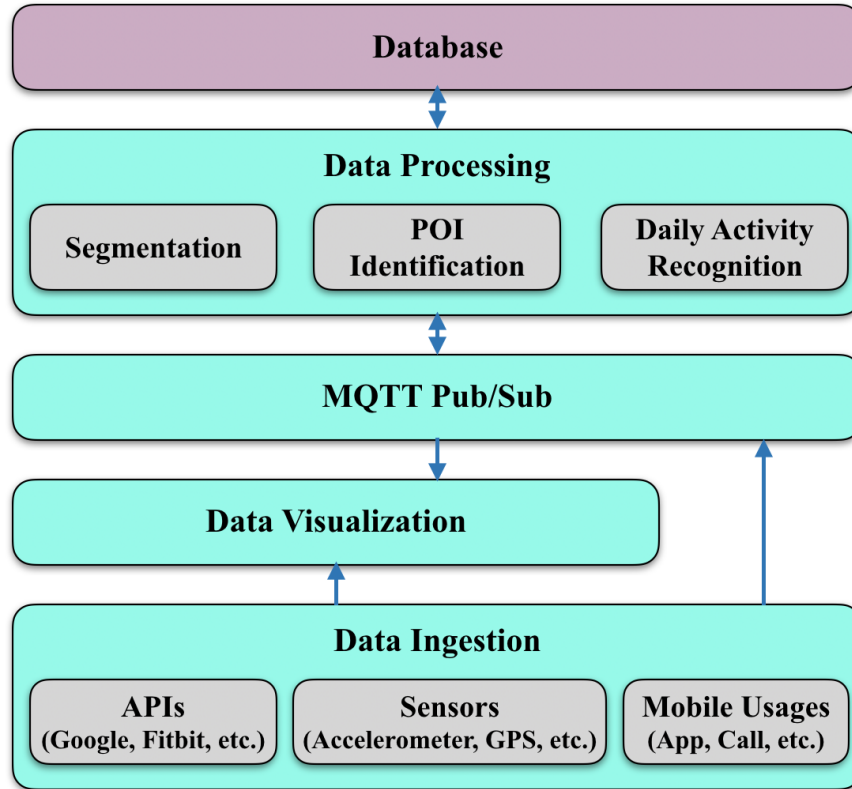 Database
Data Processing
Segmentation
POI
Identification
Daily Activity
Recognition
MQTT Pub/Sub
Data Visualization
Data Ingestion
APIs
(Google, Fitbit, etc.)
Sensors
(Accelerometer, GPS, etc.)
Mobile Usages
(App, Call, etc.)